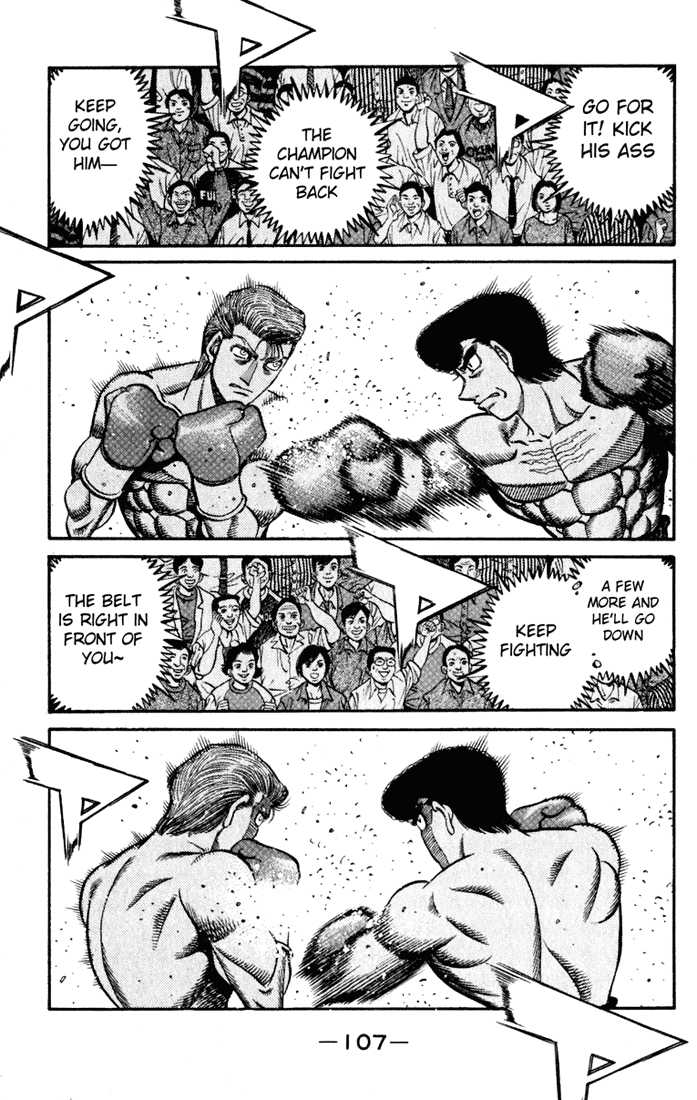 GO FOR
IT! KICK
HIS ASS
THE
CHAMPION
CAN'T FIGHT
BACK
KEEP
GOING,
YOU GOT
HIM—
A FEW
MORE AND
HE'LL GO
DOWN
KEEP
FIGHTING
THE BELT
IS RIGHT IN
FRONT OF
YOU~
—107—